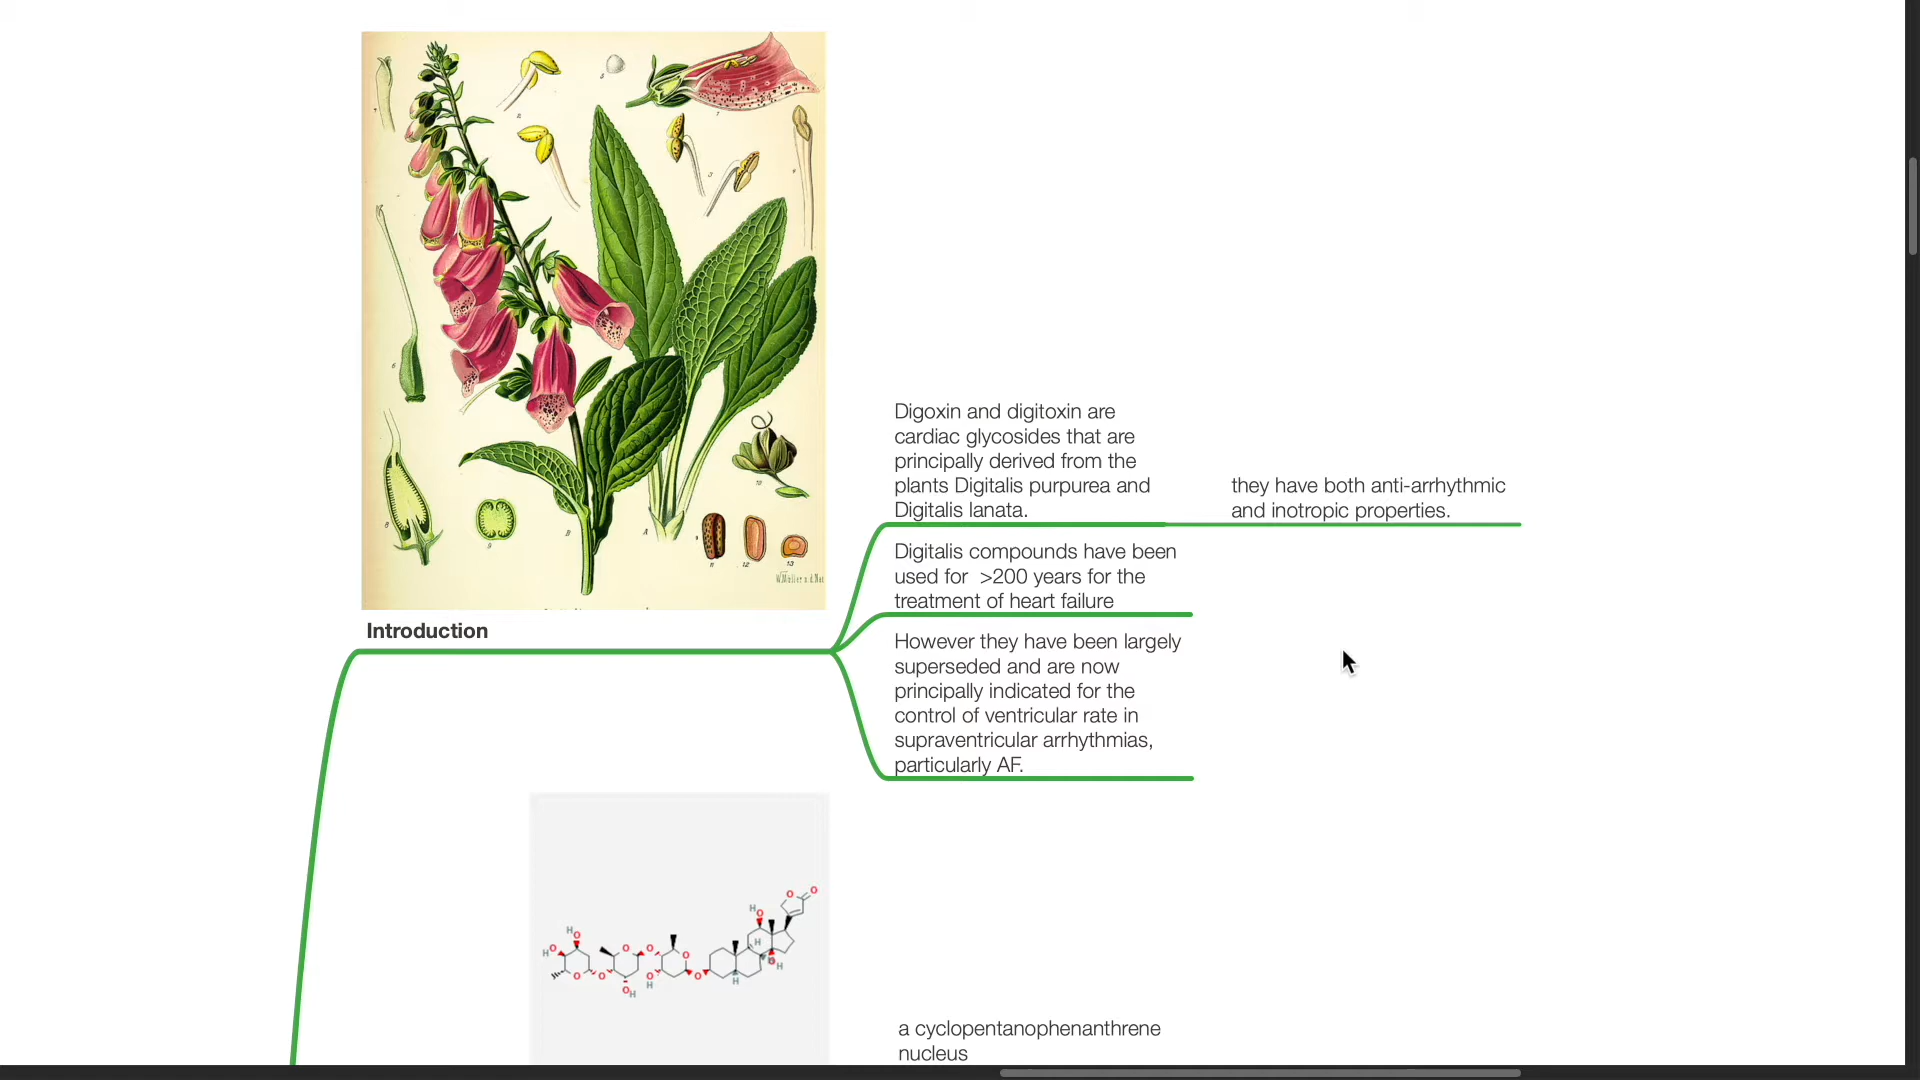 Digoxin and digitoxin are
cardiac glycosides that are
principally derived from the
plants Digitalis purpurea and
Digitalis lanata.
they have both anti-arrhythmic
and inotropic properties.
Digitalis compounds have been
used for  >200 years for the
treatment of heart failure
Introduction
However they have been largely
superseded and are now
principally indicated for the
control of ventricular rate in
supraventricular arrhythmias,
particularly AF.
a cyclopentanophenanthrene
nucleus